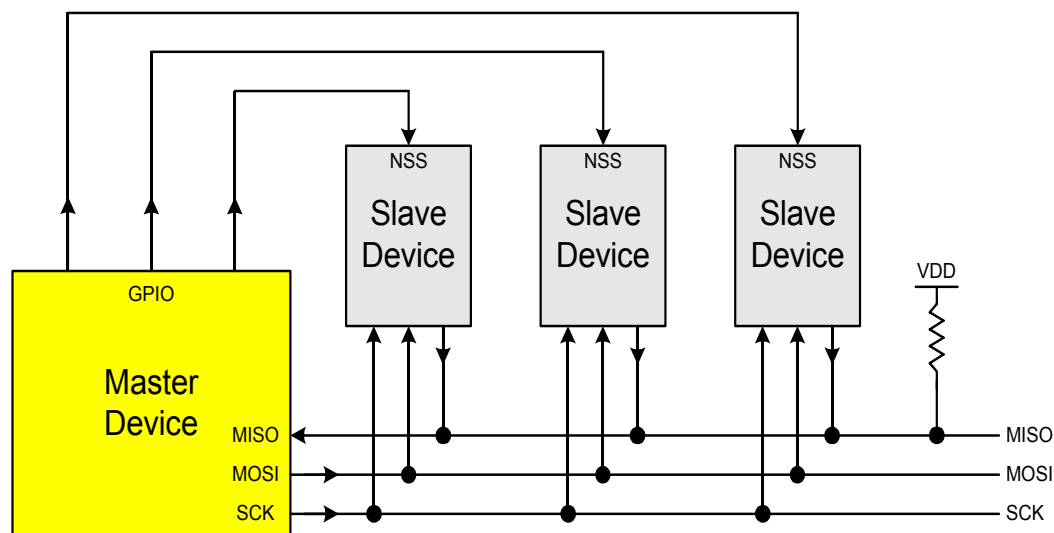 NSS
NSS
NSS
Slave
Device
Slave
Device
Slave
Device
VDD
GPIO
Master
Device
MISO
MISO
MOSI
MOSI
SCK
SCK